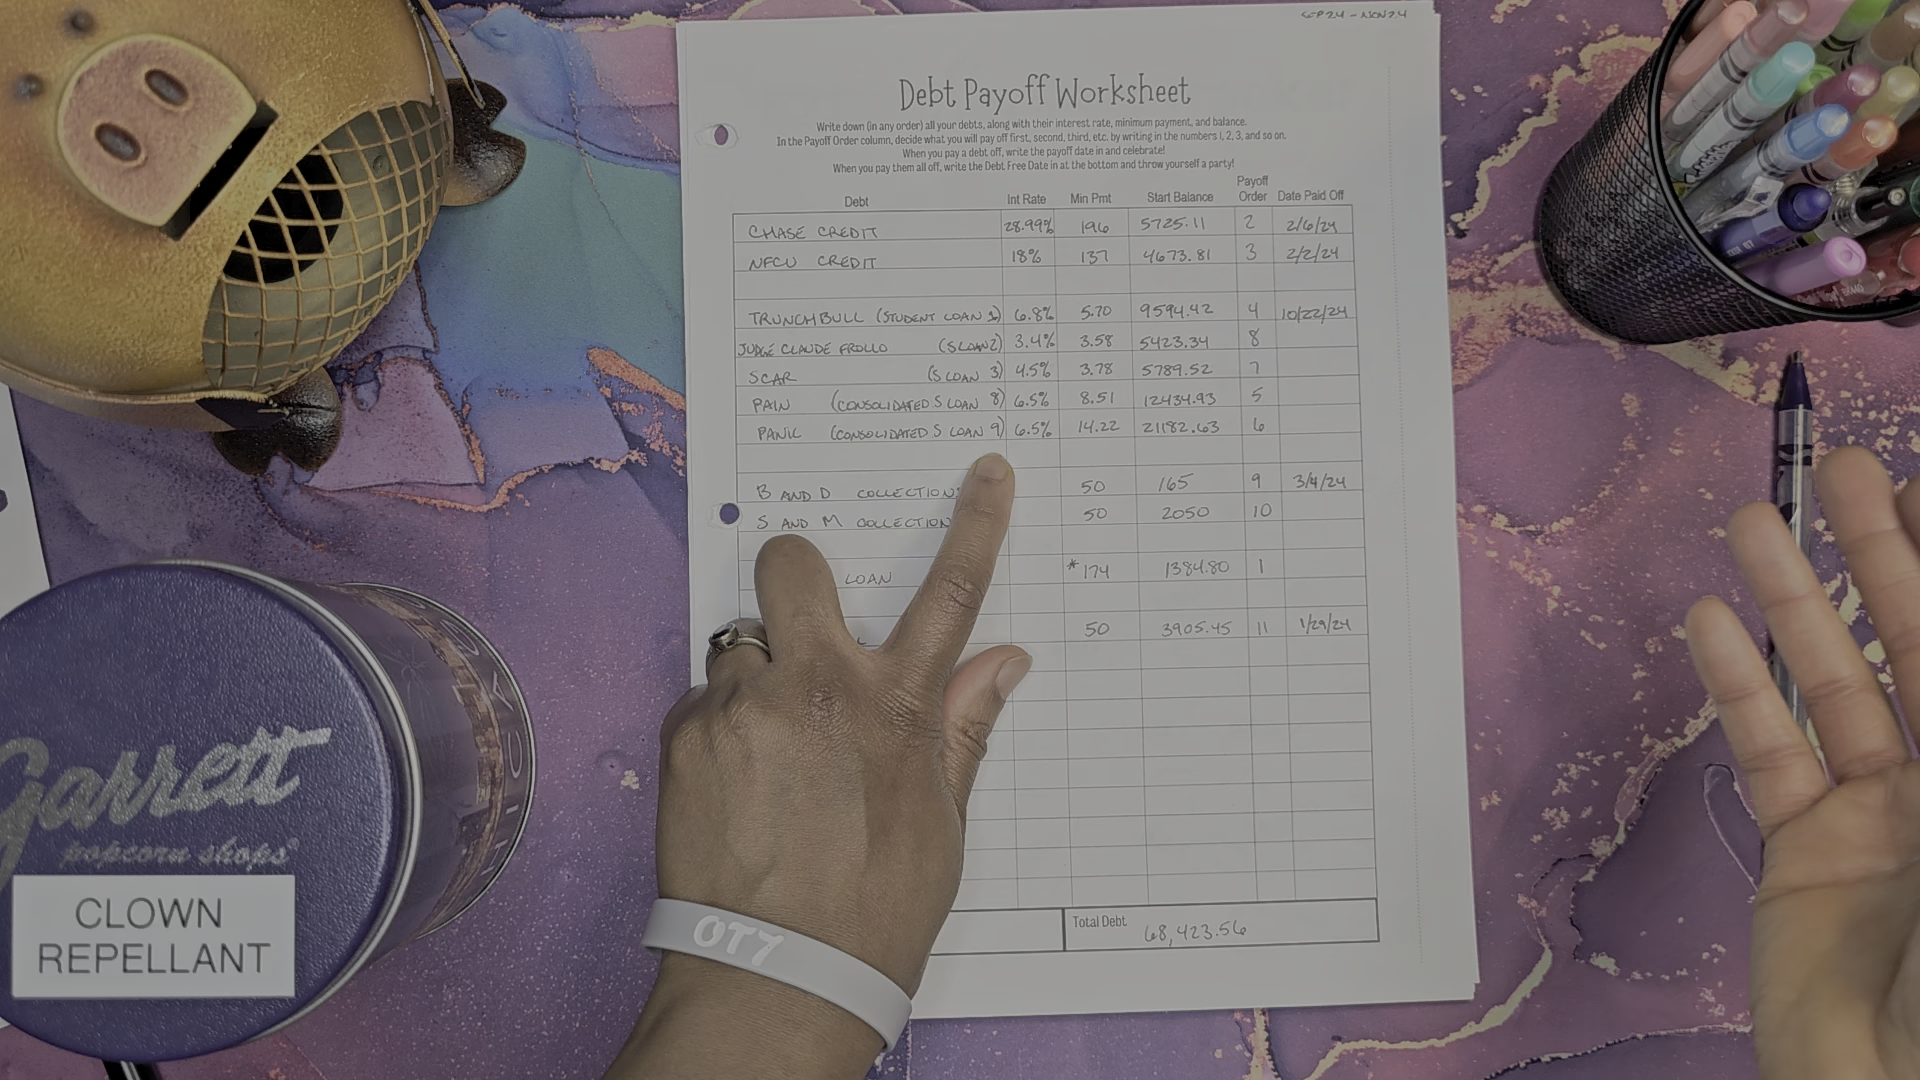 SEP 24 - NOV 24
Debt Payoff Worksheet
Write down (in any order) all your debts, along with their interest rate, minimum payment, and balance.
In the Payoff Order column, decide what you will pay off first, second, third, etc. by writing in the numbers 1, 2, 3, and so on.
When you pay a debt off, write the payoff date in and celebrate!
When you pay them all off, write the Debt Free Date in at the bottom and throw yourself a party!
Debt Int Rate Min Pmt Start Balance Payoff Order Date Paid Off
CHASE CREDIT 28.99% 196 5725.11 2 2/6/24
NFCU CREDIT 18% 137 4673.81 3 2/2/24
TRUNCHBULL (STUDENT LOAN 1) 6.8% 5.70 9594.42 4 10/22/24
JUDGE CLAUDE FROLLO (S LOAN 2) 3.4% 3.58 5423.34 8
SCAR (S LOAN 3) 4.5% 3.78 5789.52 7
PAIN (CONSOLIDATED S LOAN 8) 6.5% 8.51 12434.93 5
PANIC (CONSOLIDATED S LOAN 9) 6.5% 14.22 21182.63 6
B AND D COLLECTIONS 50 165 9 3/4/24
S AND M COLLECTION 50 2050 10
LOAN *174 1384.80 1
50 3905.45 11 1/29/24
Total Debt 68,423.56
Garrett
popcorn shops
CLOWN
REPELLANT
OT7